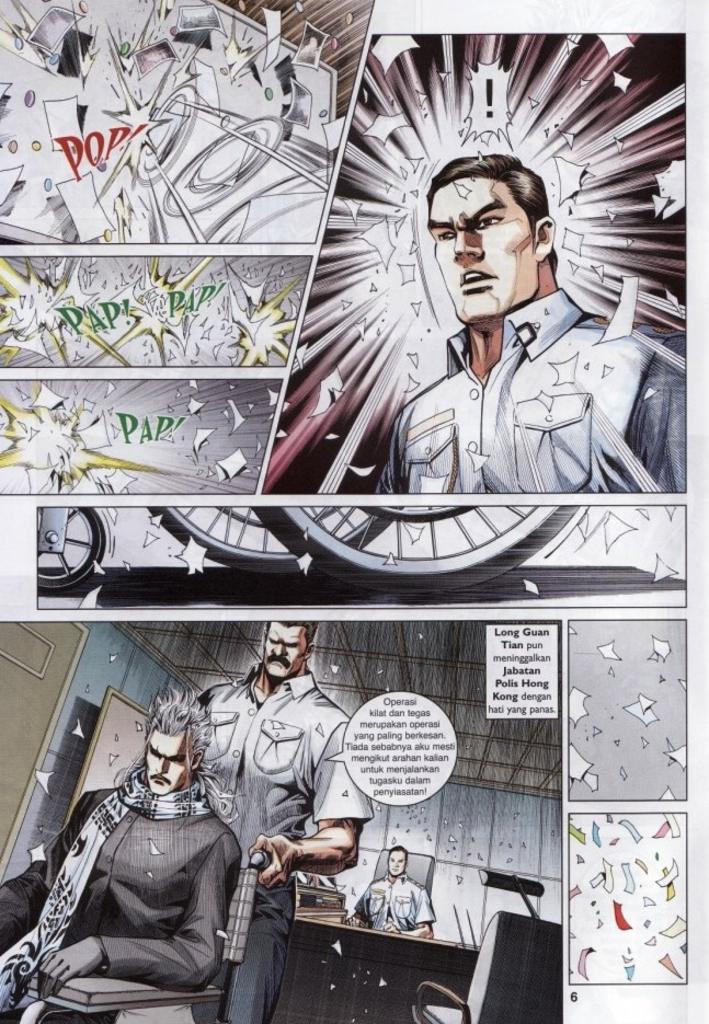 POP!
!
PAP!
PAP!
PAP!
Long Guan
Tian pun
meninggalkan
Jabatan
Polis Hong
Kong dengan
hati yang panas.
Operasi
kilat dan tegas
merupakan operasi
yang paling berkesan.
Tiada sebabnya aku mesti
mengikut arahan kalian
untuk menjalankan
tugasku dalam
penyiasatan!
6